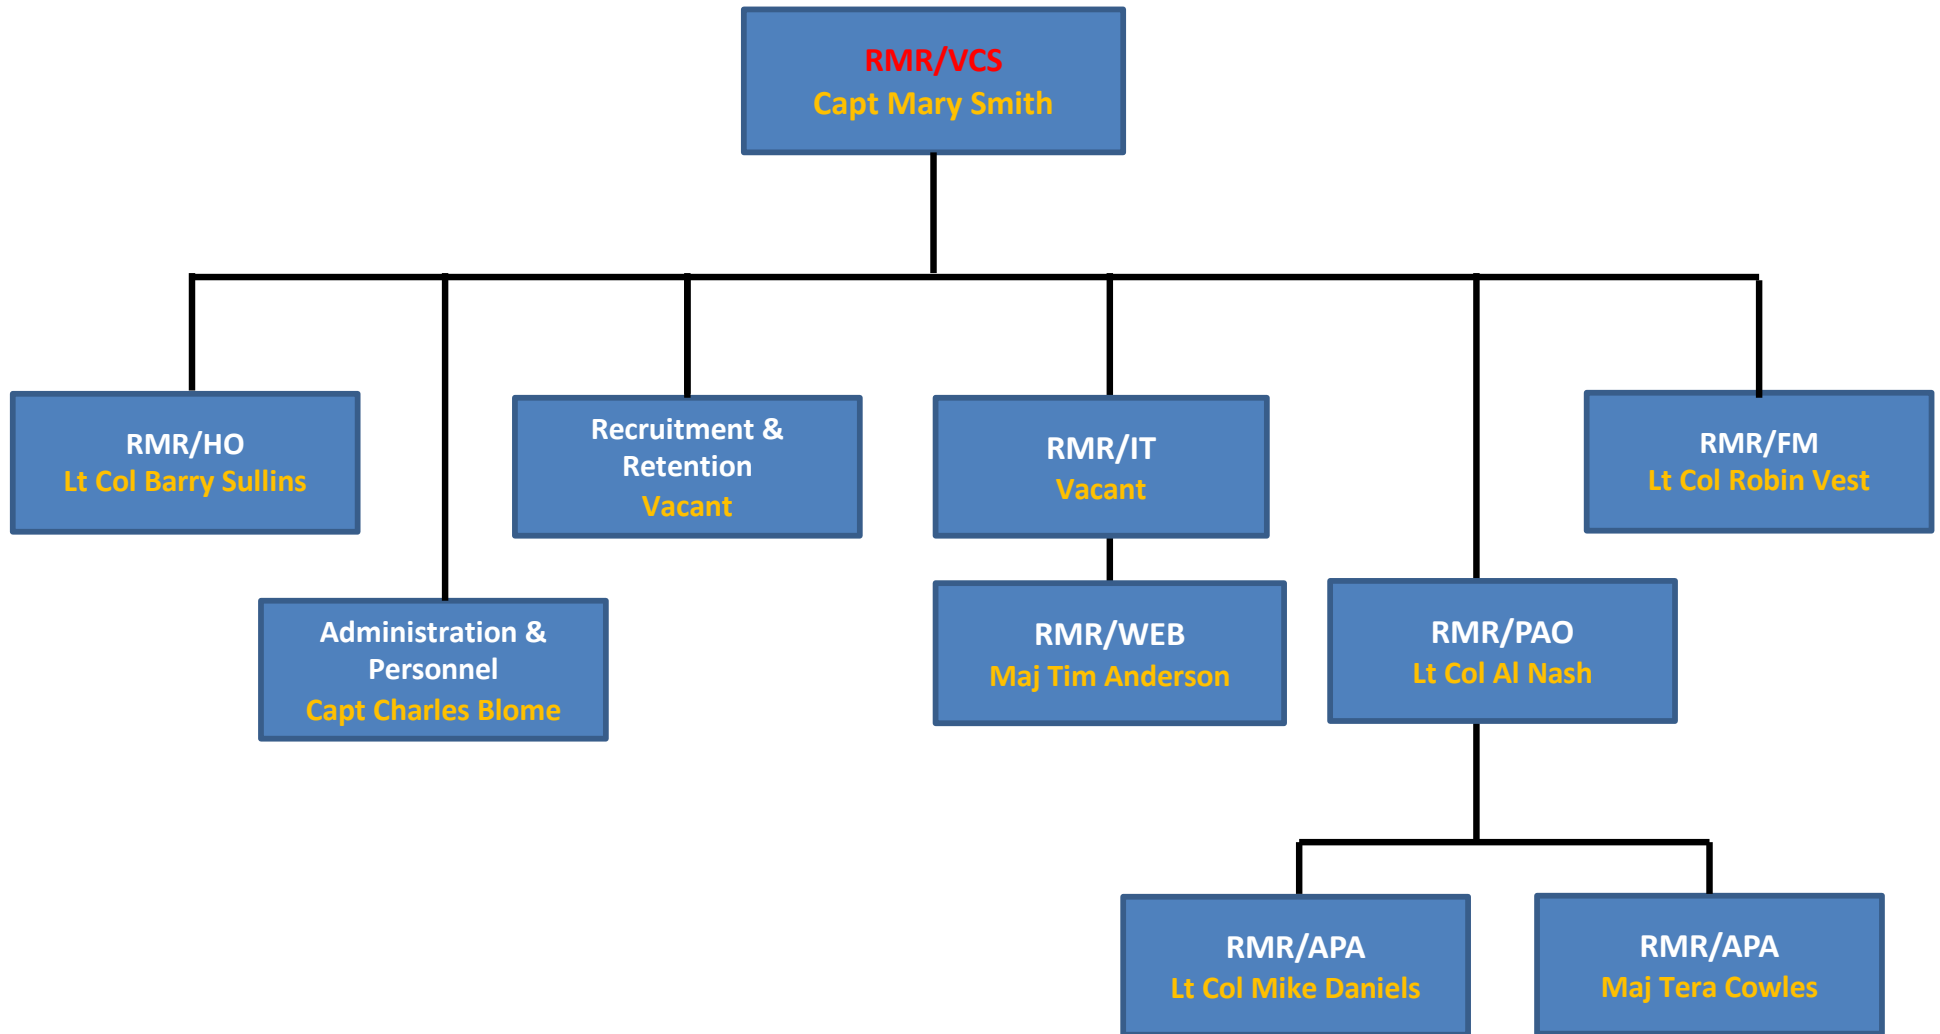 RMR/VCS
Capt Mary Smith
RMR/HO
Lt Col Barry Sullins
Recruitment &
Retention
Vacant
RMR/IT
Vacant
RMR/FM
Lt Col Robin Vest
Administration &
Personnel
Capt Charles Blome
RMR/WEB
Maj Tim Anderson
RMR/PAO
Lt Col Al Nash
RMR/APA
Lt Col Mike Daniels
RMR/APA
Maj Tera Cowles